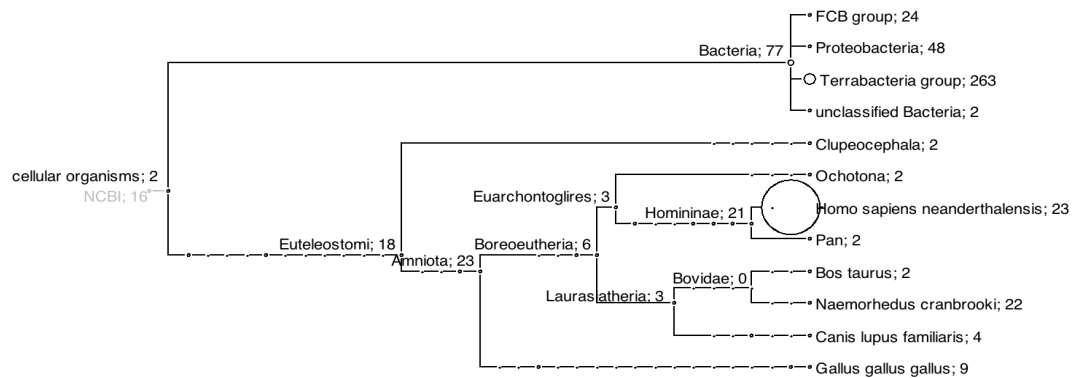 FCB group; 24
Bacteria; 77
Proteobacteria; 48
Terrabacteria group; 263
unclassified Bacteria; 2
Clupeocephala; 2
cellular organisms; 2
NCBI; 16
Ochotona; 2
Euarchontoglires; 3
Homininae; 21
Homo sapiens neanderthalensis; 23
Pan; 2
Euteleostomi; 18
Boreoeutheria; 6
Amniota; 23
Bos taurus; 2
Bovidae; 0
Laurasiatheria; 3
Naemorhedus cranbrooki; 22
Canis lupus familiaris; 4
Gallus gallus gallus; 9